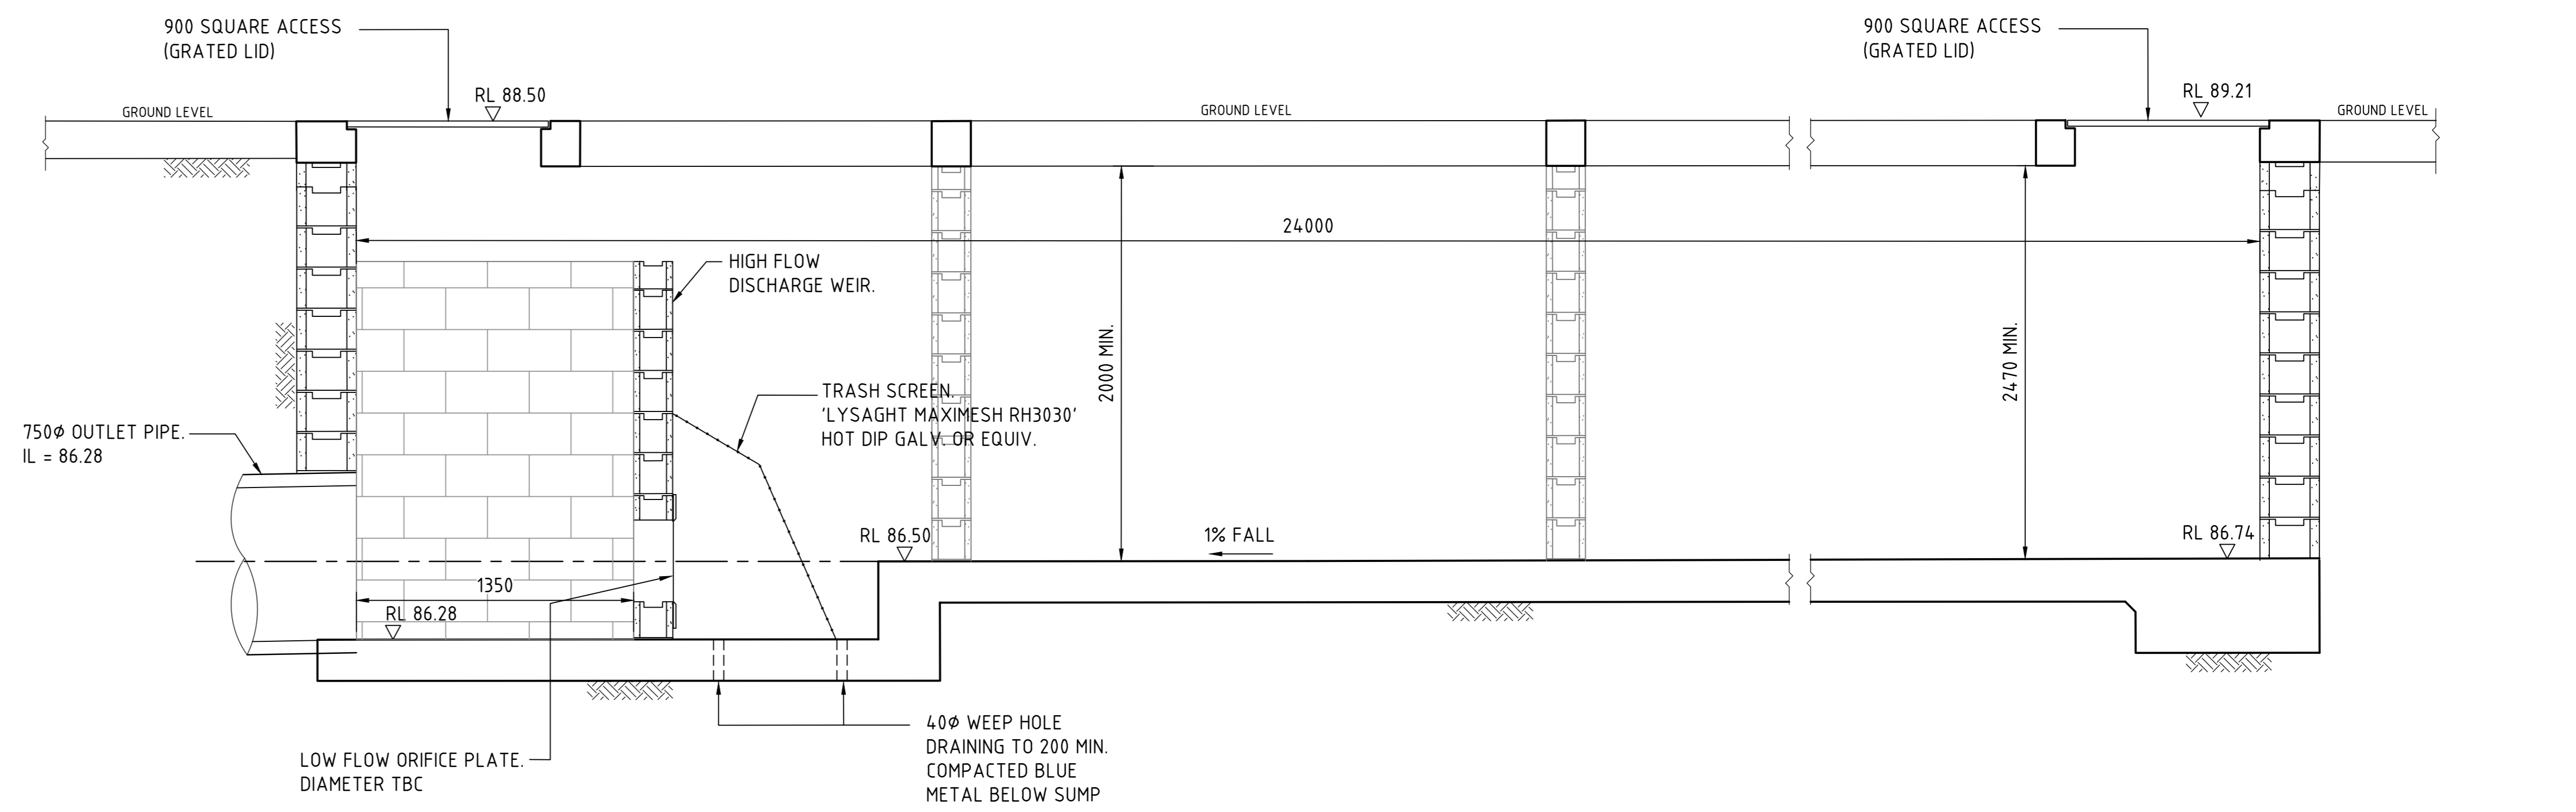 900 SQUARE ACCESS
(GRATED LID)
900 SQUARE ACCESS
(GRATED LID)
RL 88.50
RL 89.21
GROUND LEVEL
GROUND LEVEL
GROUND LEVEL
24000
HIGH FLOW
DISCHARGE WEIR.
2000 MIN.
2470 MIN.
TRASH SCREEN.
'LYSAGHT MAXIMESH RH3030'
HOT DIP GALV. OR EQUIV.
750Ø OUTLET PIPE.
IL = 86.28
RL 86.50
1% FALL
RL 86.74
1350
RL 86.28
40Ø WEEP HOLE
DRAINING TO 200 MIN.
COMPACTED BLUE
METAL BELOW SUMP
LOW FLOW ORIFICE PLATE.
DIAMETER TBC